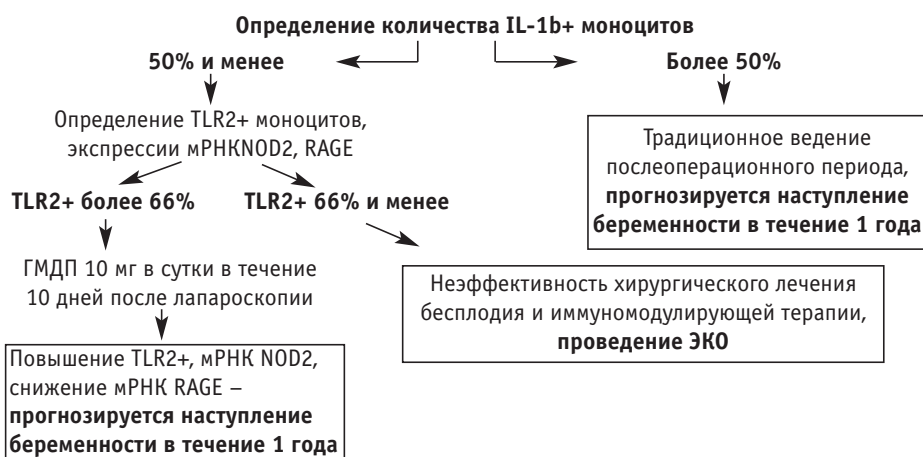 Определение количества IL-1b+ моноцитов
50% и менее
Более 50%
Определение TLR2+ моноцитов,
экспрессии мРНКNOD2, RAGE
Традиционное ведение
послеоперационного периода,
прогнозируется наступление
беременности в течение 1 года
TLR2+ более 66%
TLR2+ 66% и менее
ГМДП 10 мг в сутки в течение
10 дней после лапароскопии
Неэффективность хирургического лечения
бесплодия и иммуномодулирующей терапии,
проведение ЭКО
Повышение TLR2+, мРНК NOD2,
снижение мРНК RAGE –
прогнозируется наступление
беременности в течение 1 года